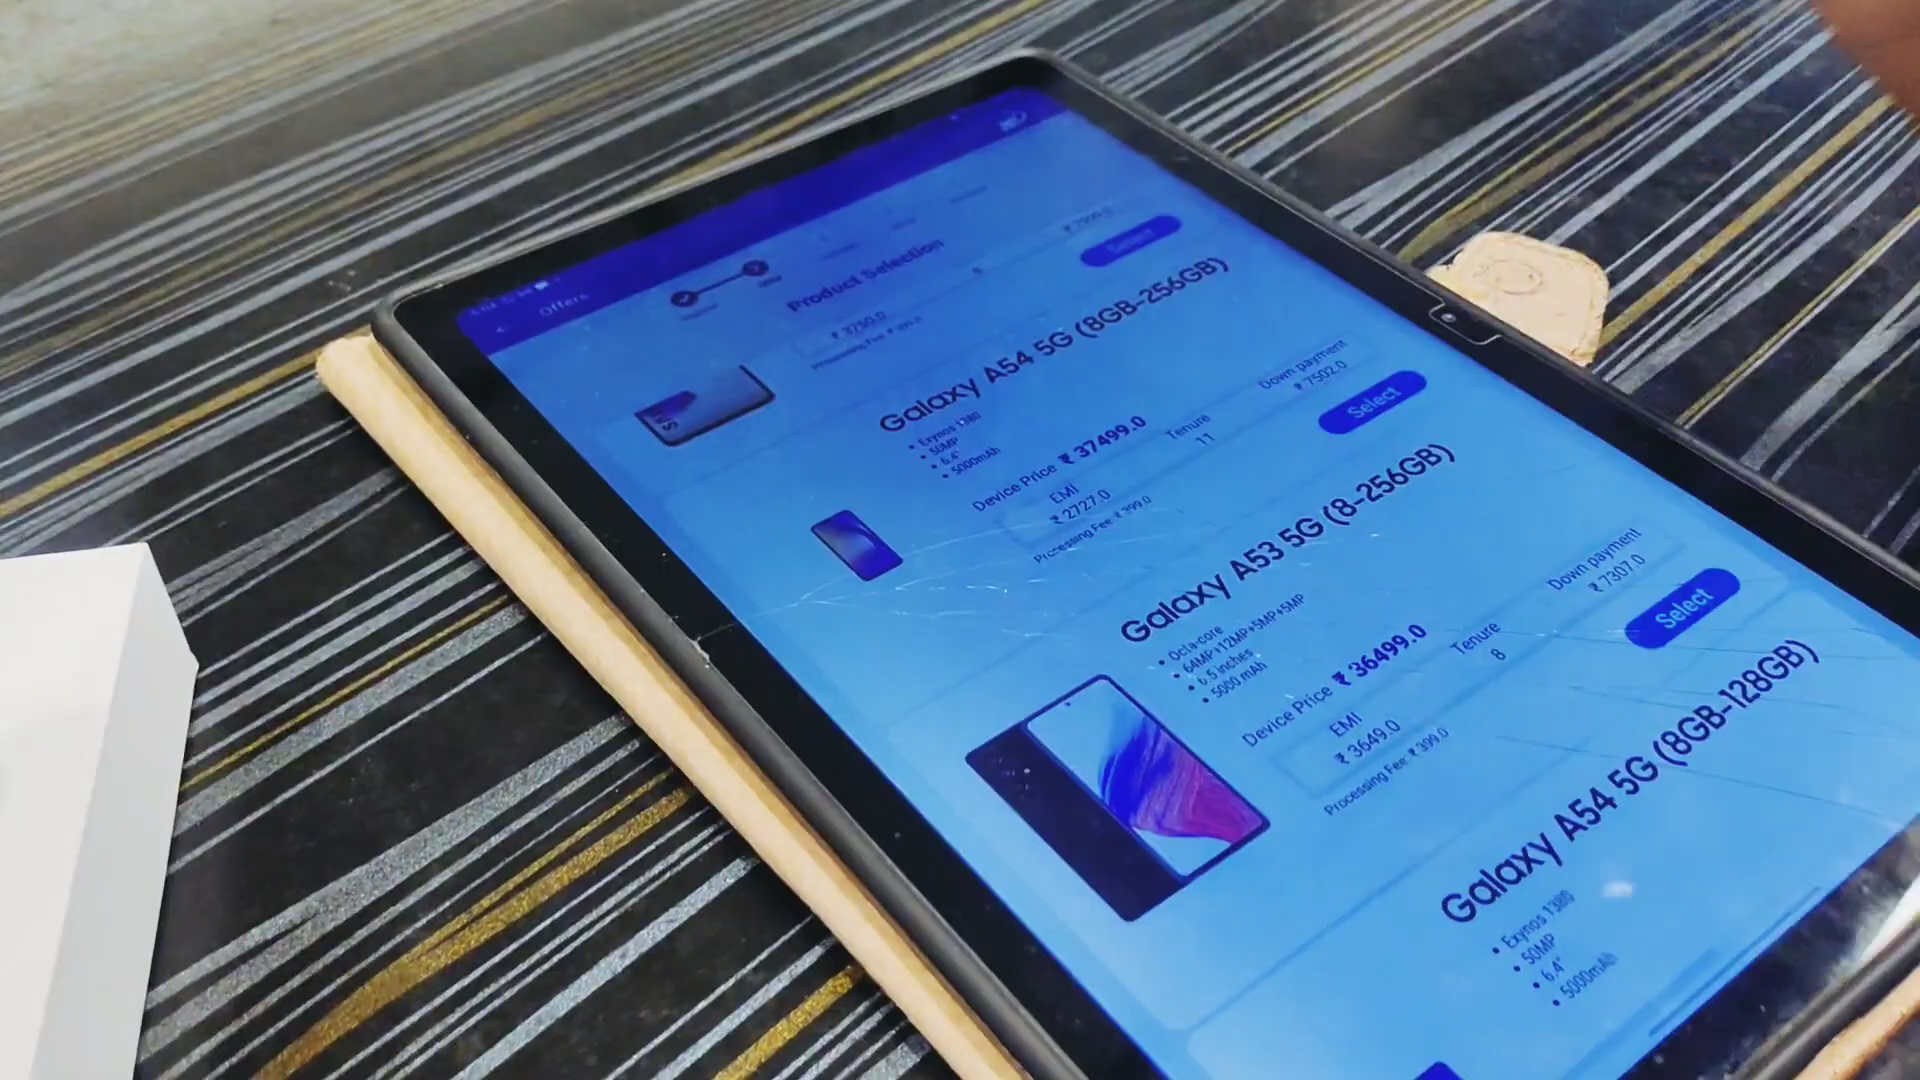 Offers
Product Selection
₹ 3750.0
Processing Fee: ₹ 399.0
Select
Galaxy A54 5G (8GB-256GB)
• Exynos 1380
• 50MP
• 6.4"
• 5000mAh
Device Price ₹ 37499.0
EMI
₹ 2727.0
Tenure
11
Down payment
₹ 7502.0
Processing Fee: ₹ 399.0
Select
Galaxy A53 5G (8-256GB)
• Octa-core
• 64MP+12MP+5MP+5MP
• 6.5 inches
• 5000 mAh
Device Price ₹ 36499.0
EMI
₹ 3649.0
Tenure
8
Down payment
₹ 7307.0
Processing Fee: ₹ 399.0
Select
Galaxy A54 5G (8GB-128GB)
• Exynos 1380
• 50MP
• 6.4"
• 5000mAh